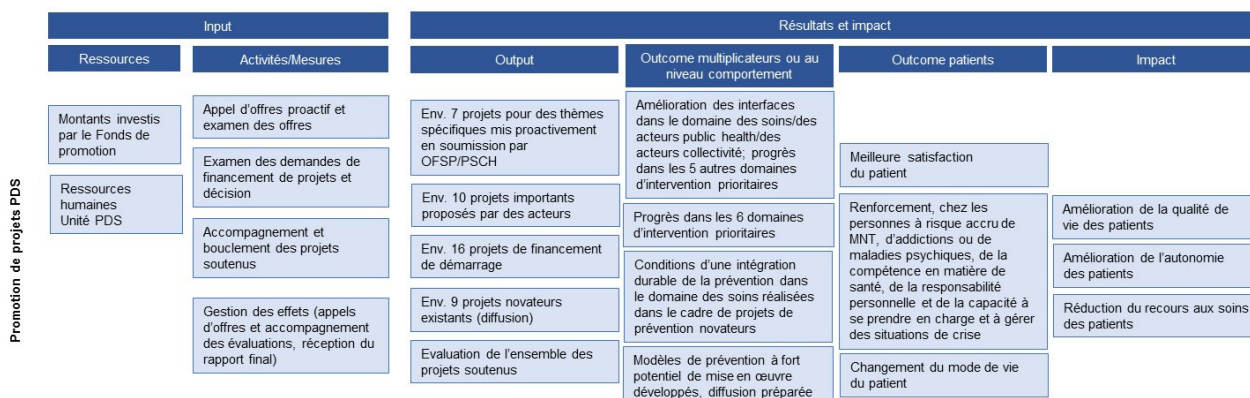 Input
Résultats et impact
Ressources
Activités/Mesures
Output
Outcome multiplicateurs ou au
niveau comportement
Outcome patients
Impact
Promotion de projets PDS
Montants investis
par le Fonds de
promotion
Ressources
humaines
Unité PDS
Appel d'offres proactif et
examen des offres
Examen des demandes de
financement de projets et
décision
Accompagnement et
bouclement des projets
soutenus
Gestion des effets (appels
d'offres et accompagnement
des évaluations, réception du
rapport final)
Env. 7 projets pour des thèmes
spécifiques mis proactivement
en soumission par
OFSP/PSCH
Env. 10 projets importants
proposés par des acteurs
Env. 16 projets de financement
de démarrage
Env. 9 projets novateurs
existants (diffusion)
Evaluation de l'ensemble des
projets soutenus
Amélioration des interfaces
dans le domaine des soins/des
acteurs public health/des
acteurs collectivité; progrès
dans les 5 autres domaines
d'intervention prioritaires
Progrès dans les 6 domaines
d'intervention prioritaires
Conditions d'une intégration
durable de la prévention dans
le domaine des soins réalisées
dans le cadre de projets de
prévention novateurs
Modèles de prévention à fort
potentiel de mise en œuvre
développés, diffusion préparée
Meilleure satisfaction
du patient
Renforcement, chez les
personnes à risque accru de
MNT, d'addictions ou de
maladies psychiques, de la
compétence en matière de
santé, de la responsabilité
personnelle et de la capacité à
se prendre en charge et à gérer
des situations de crise
Changement du mode de vie
du patient
Amélioration de la qualité de
vie des patients
Amélioration de l'autonomie
des patients
Réduction du recours aux soins
des patients